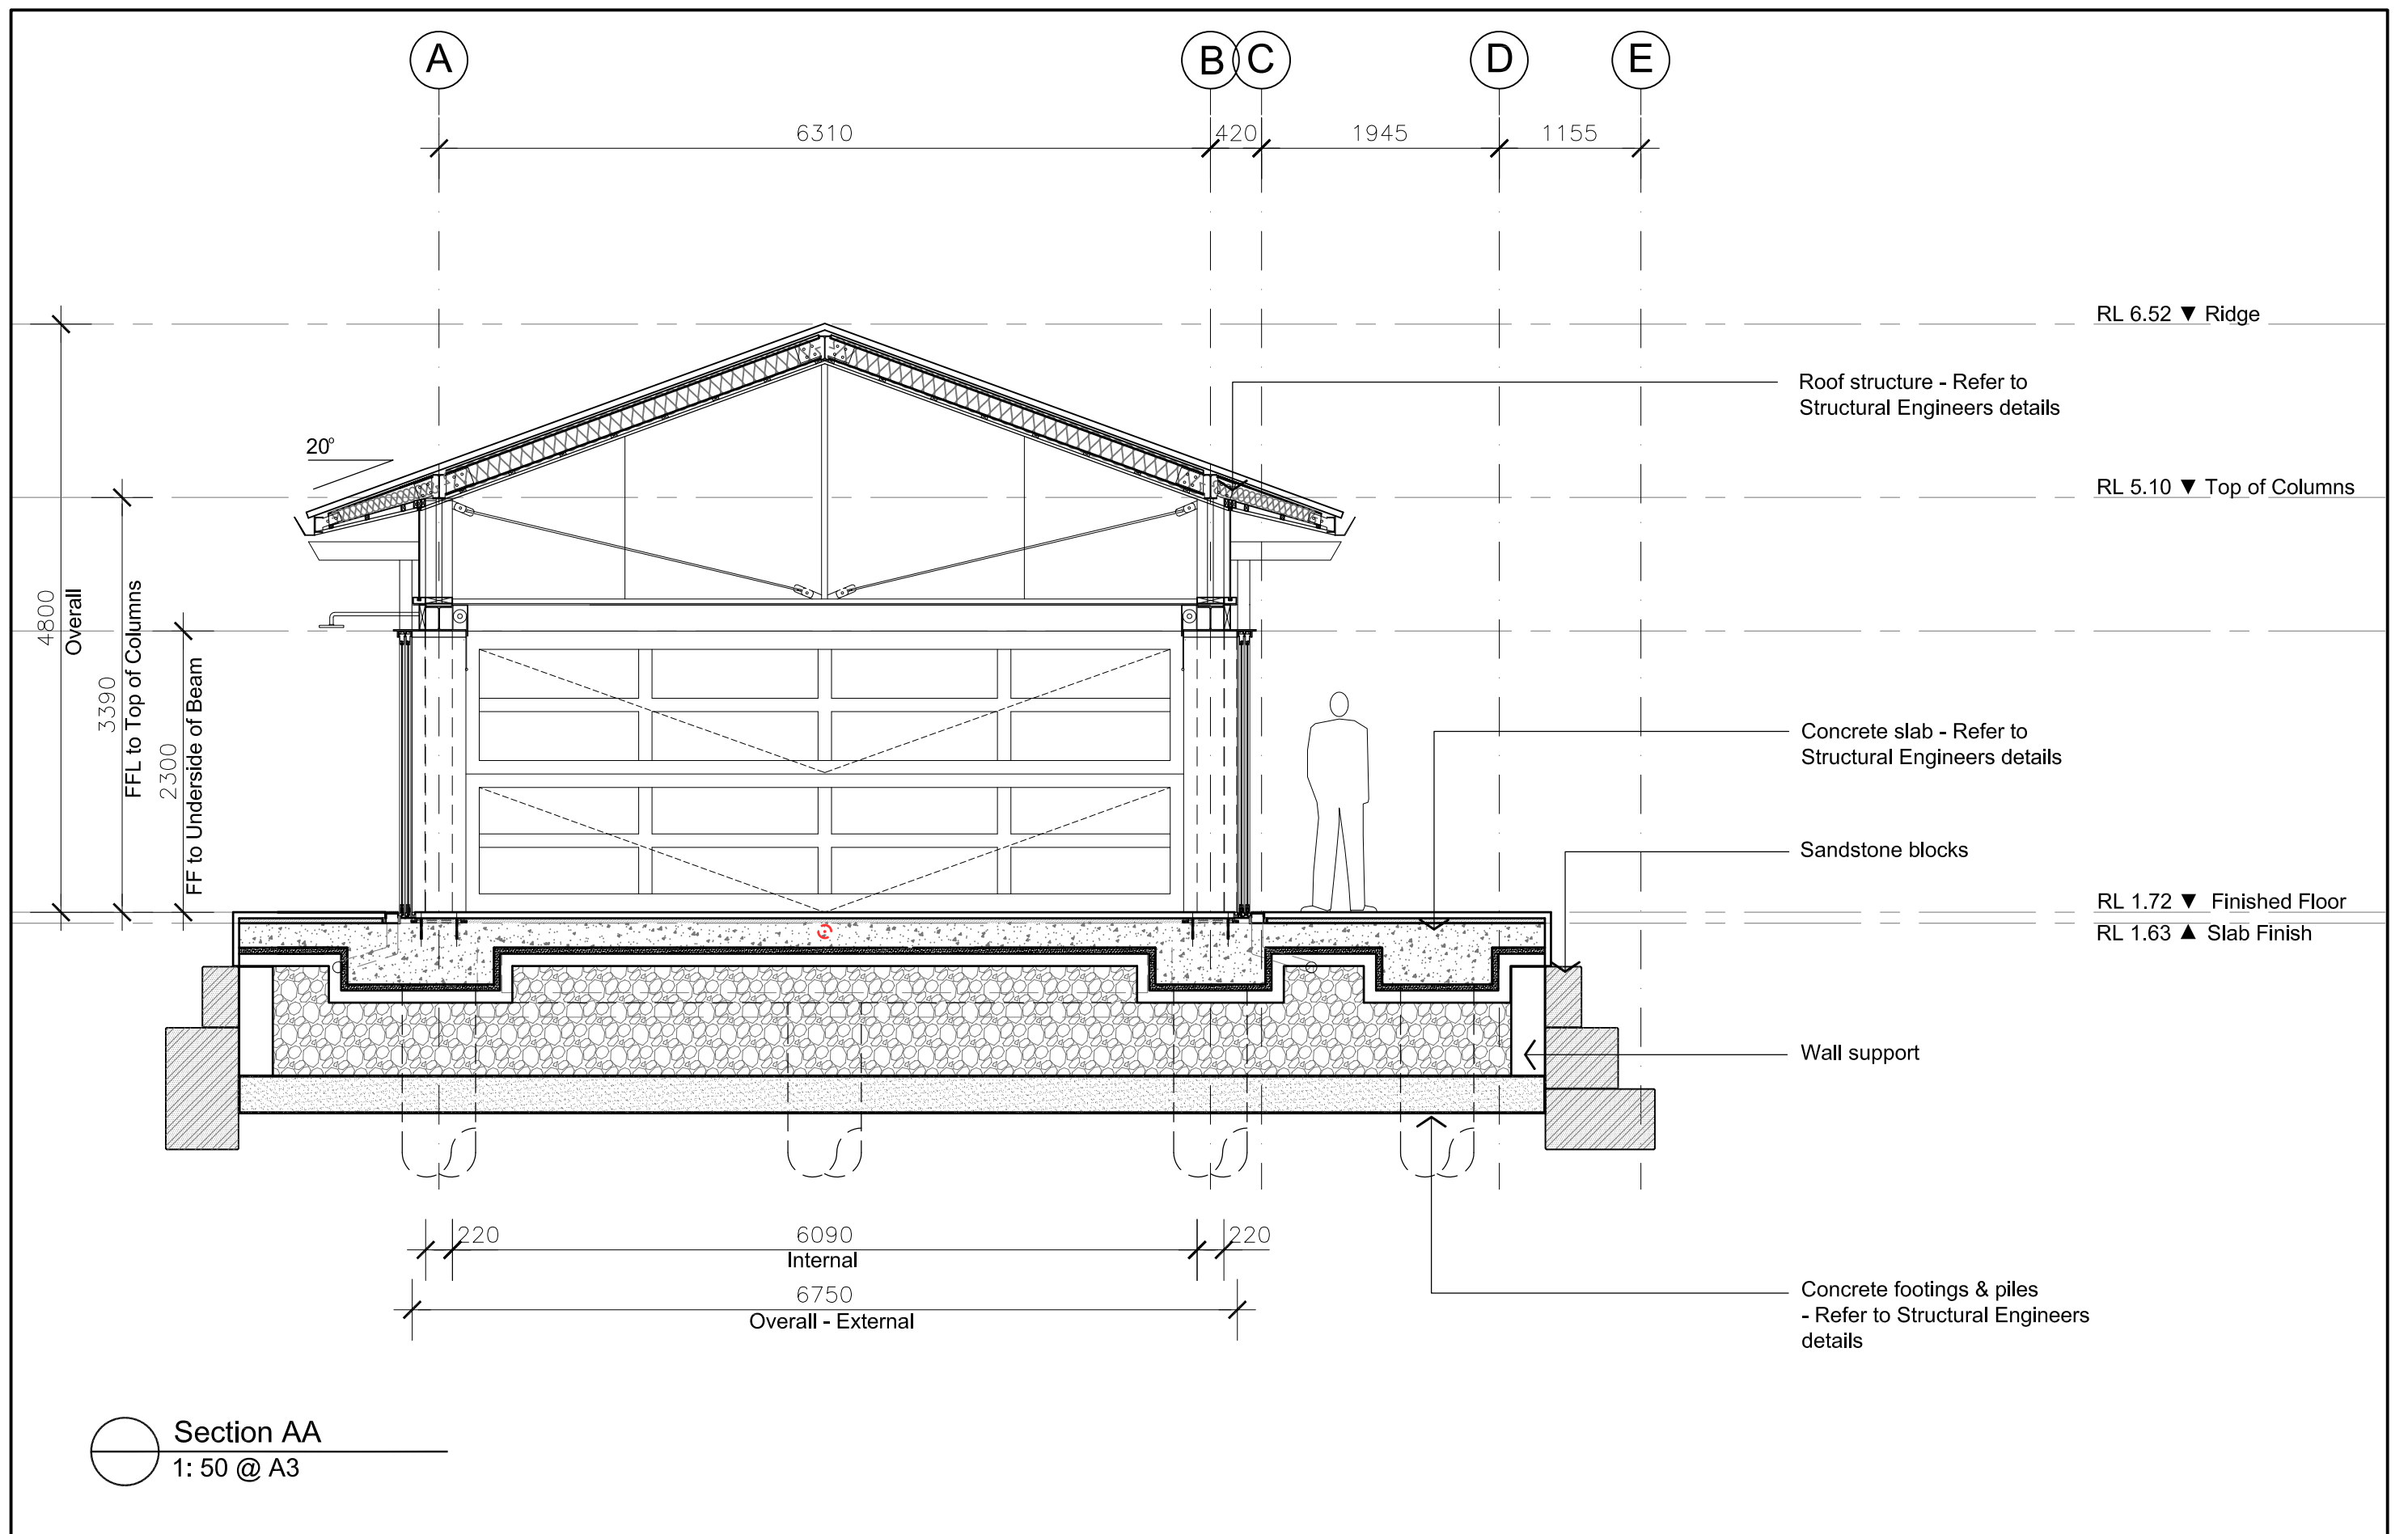 A
B
C
D
E
6310
420
1945
1155
RL 6.52 ▼ Ridge
Roof structure - Refer to
Structural Engineers details
20°
RL 5.10 ▼ Top of Columns
4800
Overall
3390
FFL to Top of Columns
2300
FF to Underside of Beam
Concrete slab - Refer to
Structural Engineers details
Sandstone blocks
RL 1.72 ▼ Finished Floor
RL 1.63 ▲ Slab Finish
Wall support
220
6090
220
Internal
6750
Overall - External
Concrete footings & piles
- Refer to Structural Engineers
details
Section AA
1: 50 @ A3